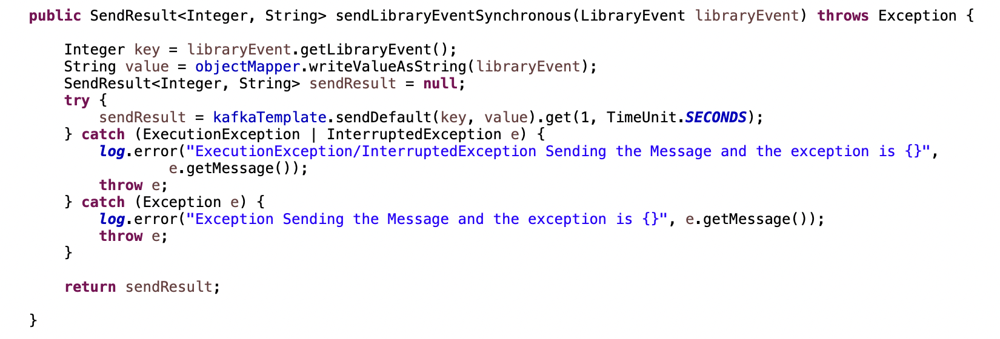 public SendResult<Integer, String> sendLibraryEventSynchronous(LibraryEvent libraryEvent) throws Exception {
Integer key = libraryEvent.getLibraryEvent();
String value = objectMapper.writeValueAsString(libraryEvent);
SendResult<Integer, String> sendResult = null;
try {
sendResult = kafkaTemplate.sendDefault(key, value).get(1, TimeUnit.SECONDS);
} catch (ExecutionException | InterruptedException e) {
log.error("ExecutionException/InterruptedException Sending the Message and the exception is {}",
e.getMessage());
throw e;
} catch (Exception e) {
log.error("Exception Sending the Message and the exception is {}", e.getMessage());
throw e;
}
return sendResult;
}